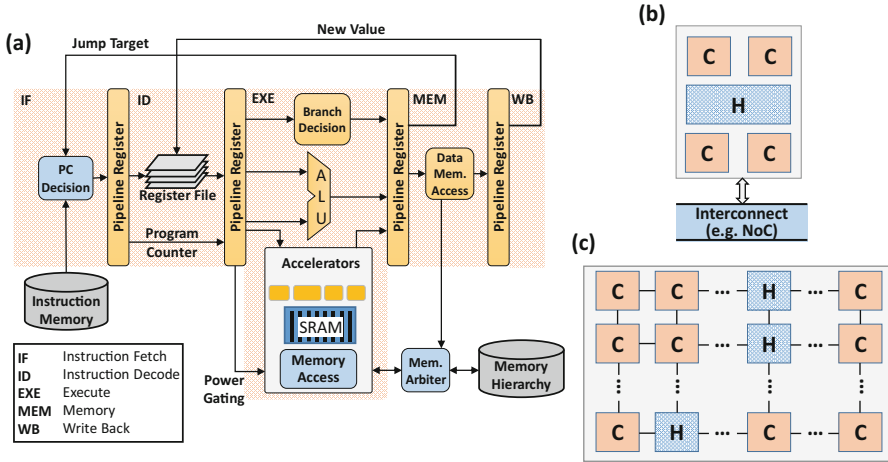 (a)
New Value
Jump Target
IF
ID
EXE
MEM
WB
PC
Decision
Pipeline Register
Register File
Program
Counter
Pipeline Register
Branch
Decision
A
L
U
Pipeline Register
Data
Mem.
Access
Pipeline Register
Instruction
Memory
Accelerators
SRAM
Memory
Access
Power
Gating
Mem.
Arbiter
Memory
Hierarchy
IF Instruction Fetch
ID Instruction Decode
EXE Execute
MEM Memory
WB Write Back
(b)
C C
H
C C
Interconnect
(e.g. NoC)
(c)
C C ... H ... C
C C ... H ... C
C H ... C ... C